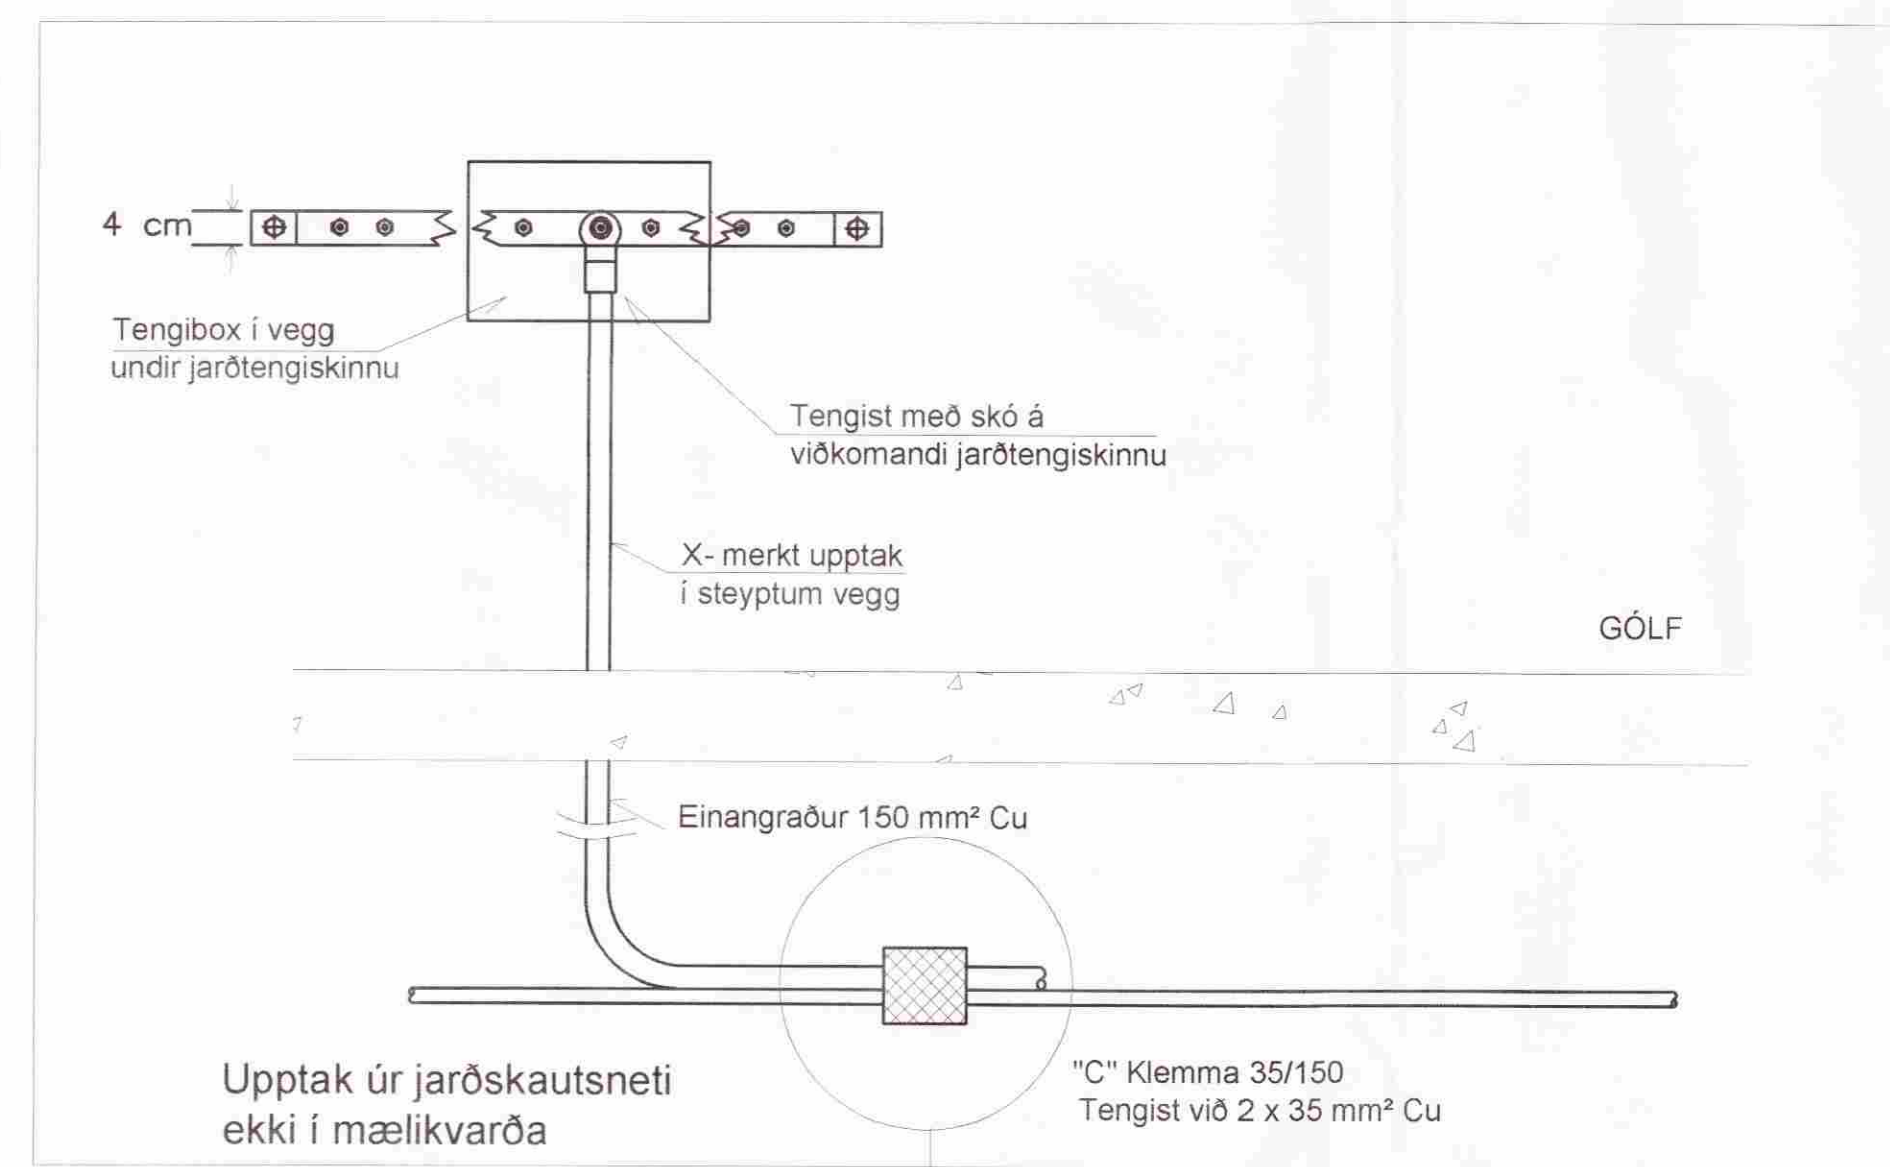 4 cm
Tengibox í vegg
undir jarðtengiskinnu
Tengist með skó á
viðkomandi jarðtengiskinnu
X- merkt upptak
í steyptum vegg
GÓLF
Einangraður 150 mm² Cu
"C" Klemma 35/150
Tengist við 2 x 35 mm² Cu
Upptak úr jarðskautsneti
ekki í mælikvarða